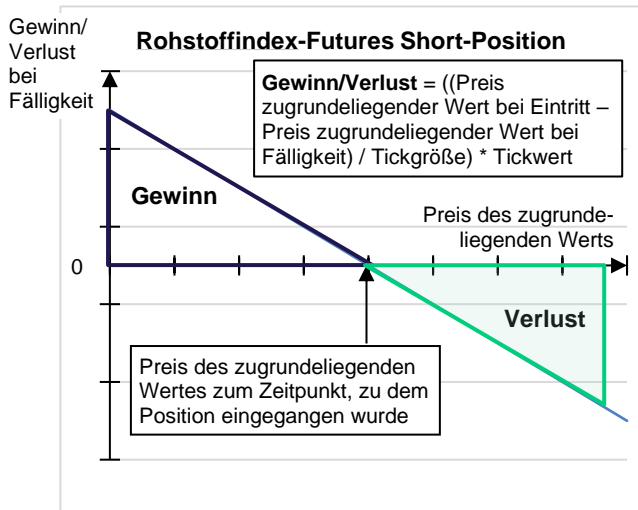 Gewinn/
Verlust
bei
Fälligkeit
Rohstoffindex-Futures Short-Position
Gewinn/Verlust = ((Preis
zugrundeliegender Wert bei Eintritt –
Preis zugrundeliegender Wert bei
Fälligkeit) / Tickgröße) * Tickwert
Gewinn
Preis des zugrunde-
liegenden Werts
0
Verlust
Preis des zugrundeliegenden
Wertes zum Zeitpunkt, zu dem
Position eingegangen wurde